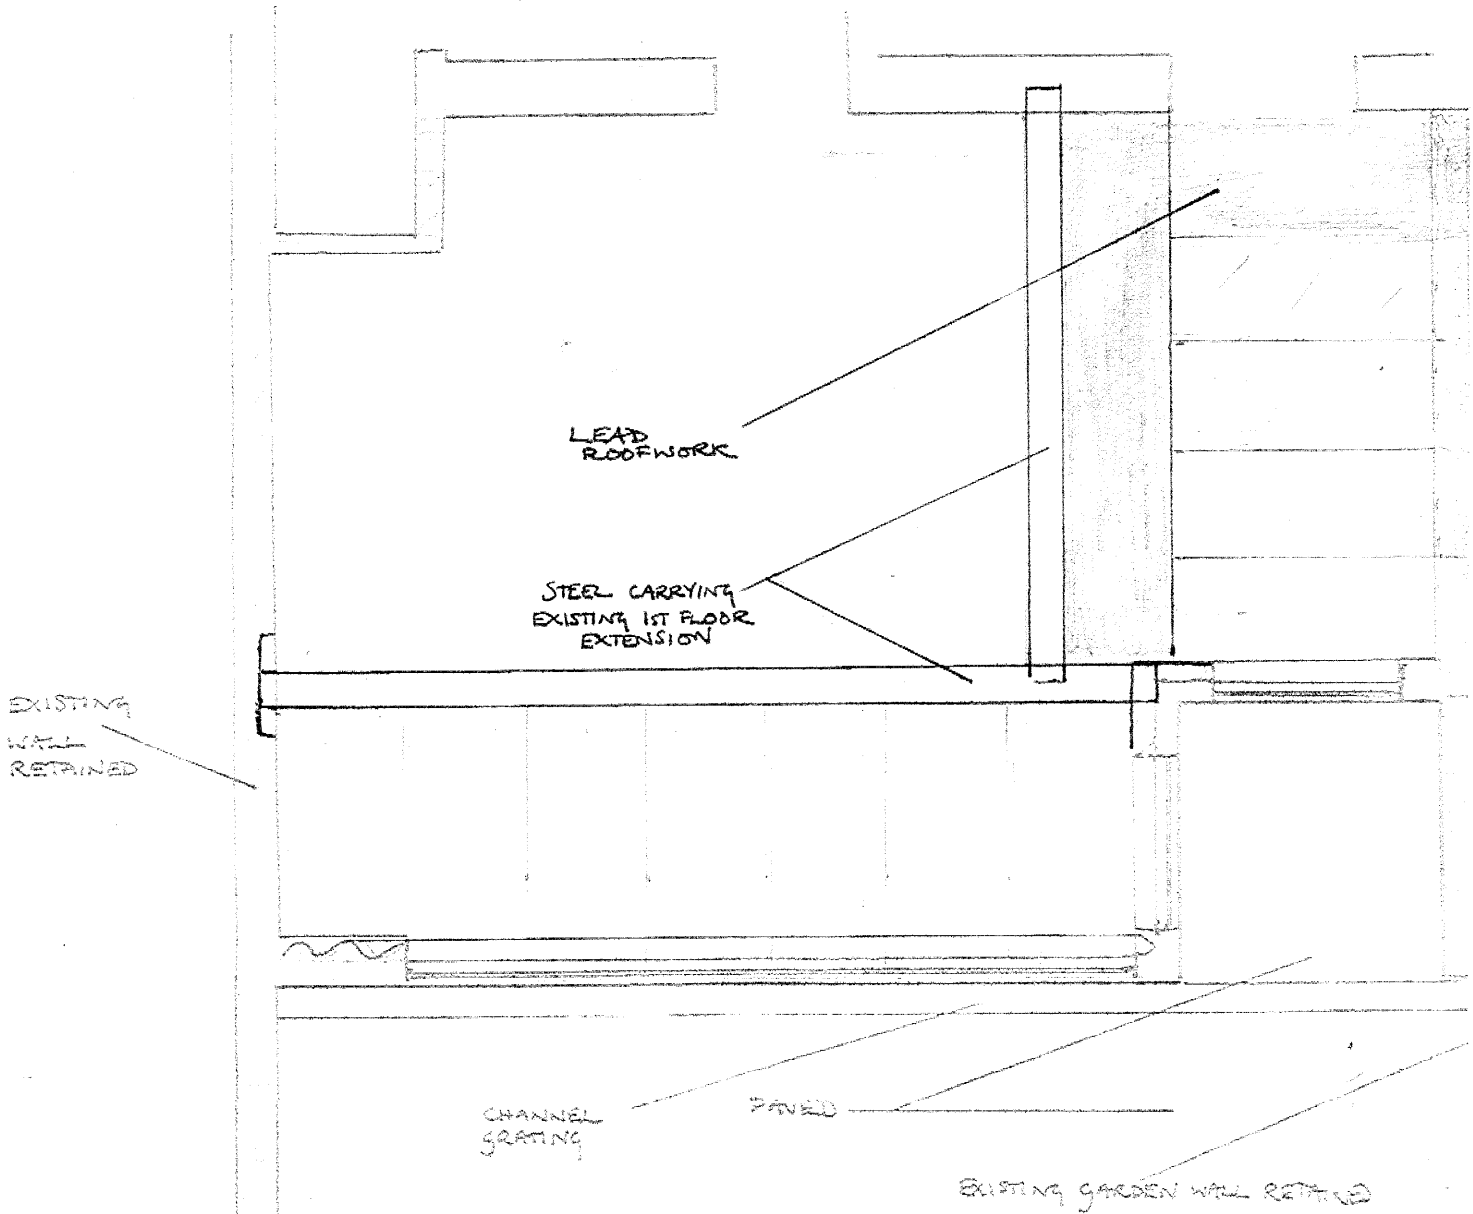 LEAD
ROOFWORK
STEEL CARRYING
EXISTING 1ST FLOOR
EXTENSION
EXISTING
WALL
RETAINED
CHANNEL
GRATING
PAVED
EXISTING GARDEN WALL RETAINED